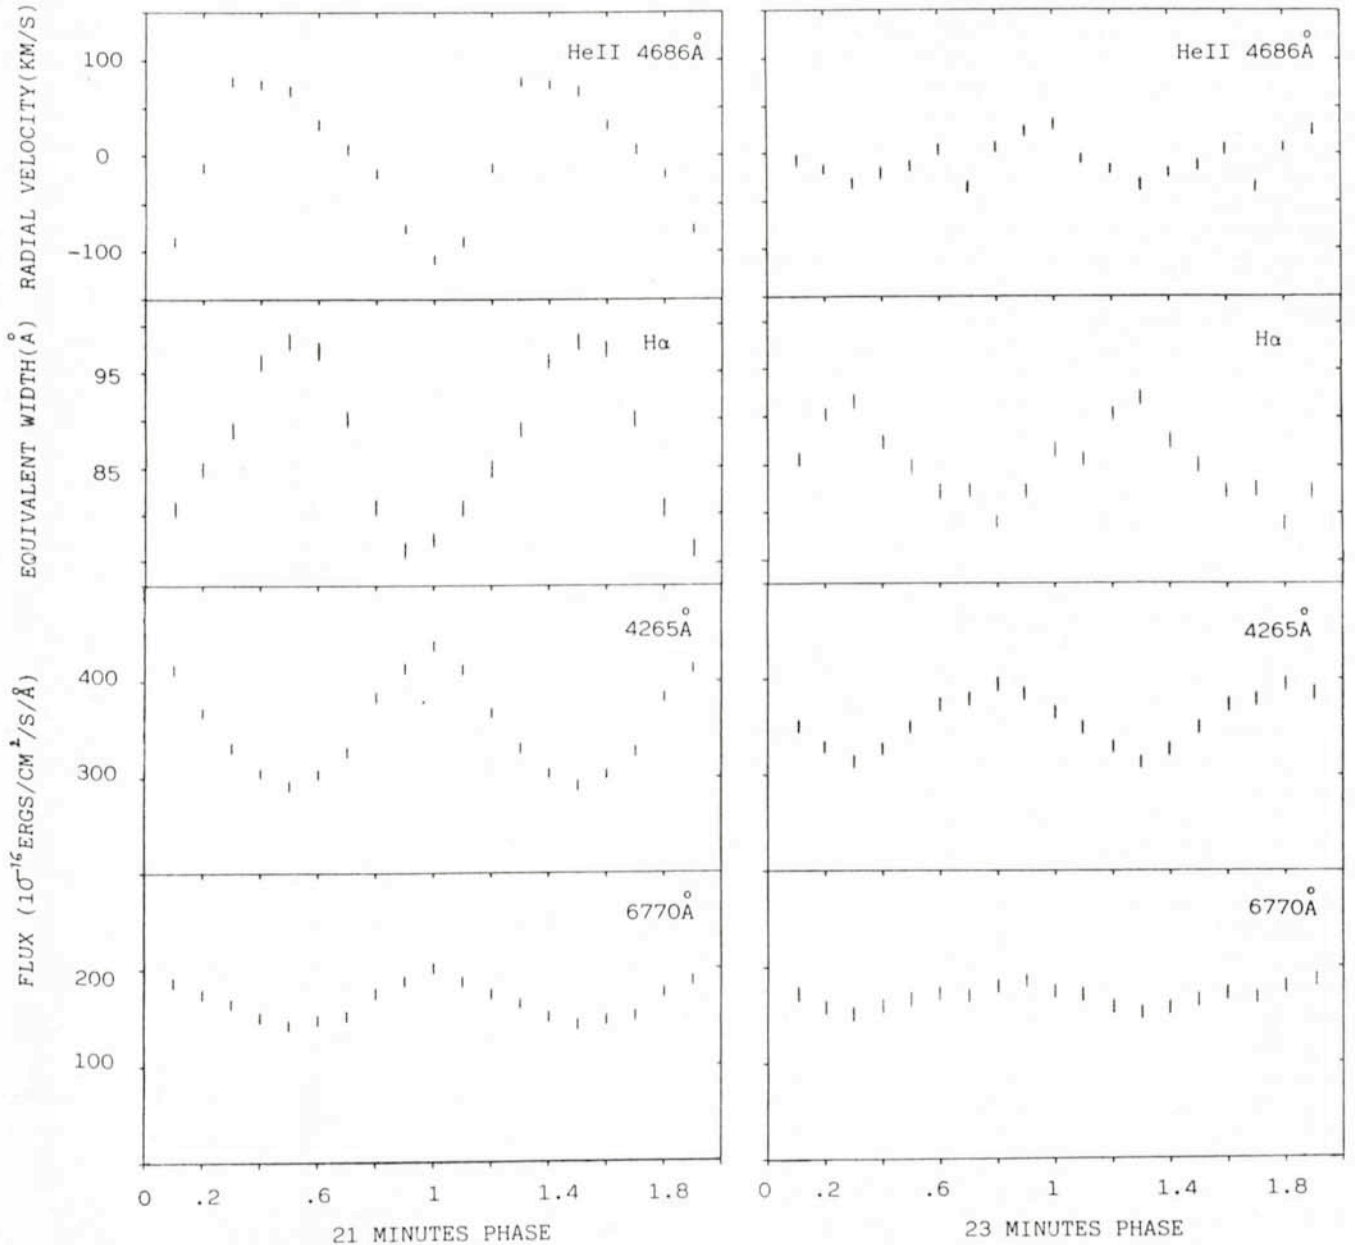 RADIAL VELOCITY(KM/S)
100
0
-100
HeII 4686Å
HeII 4686Å
EQUIVALENT WIDTH(Å)
95
85
Hα
Hα
FLUX (10⁻¹⁶ERGS/CM²/S/Å)
400
300
4265Å
4265Å
200
100
6770Å
6770Å
0 .2 .6 1 1.4 1.8
0 .2 .6 1 1.4 1.8
21 MINUTES PHASE
23 MINUTES PHASE